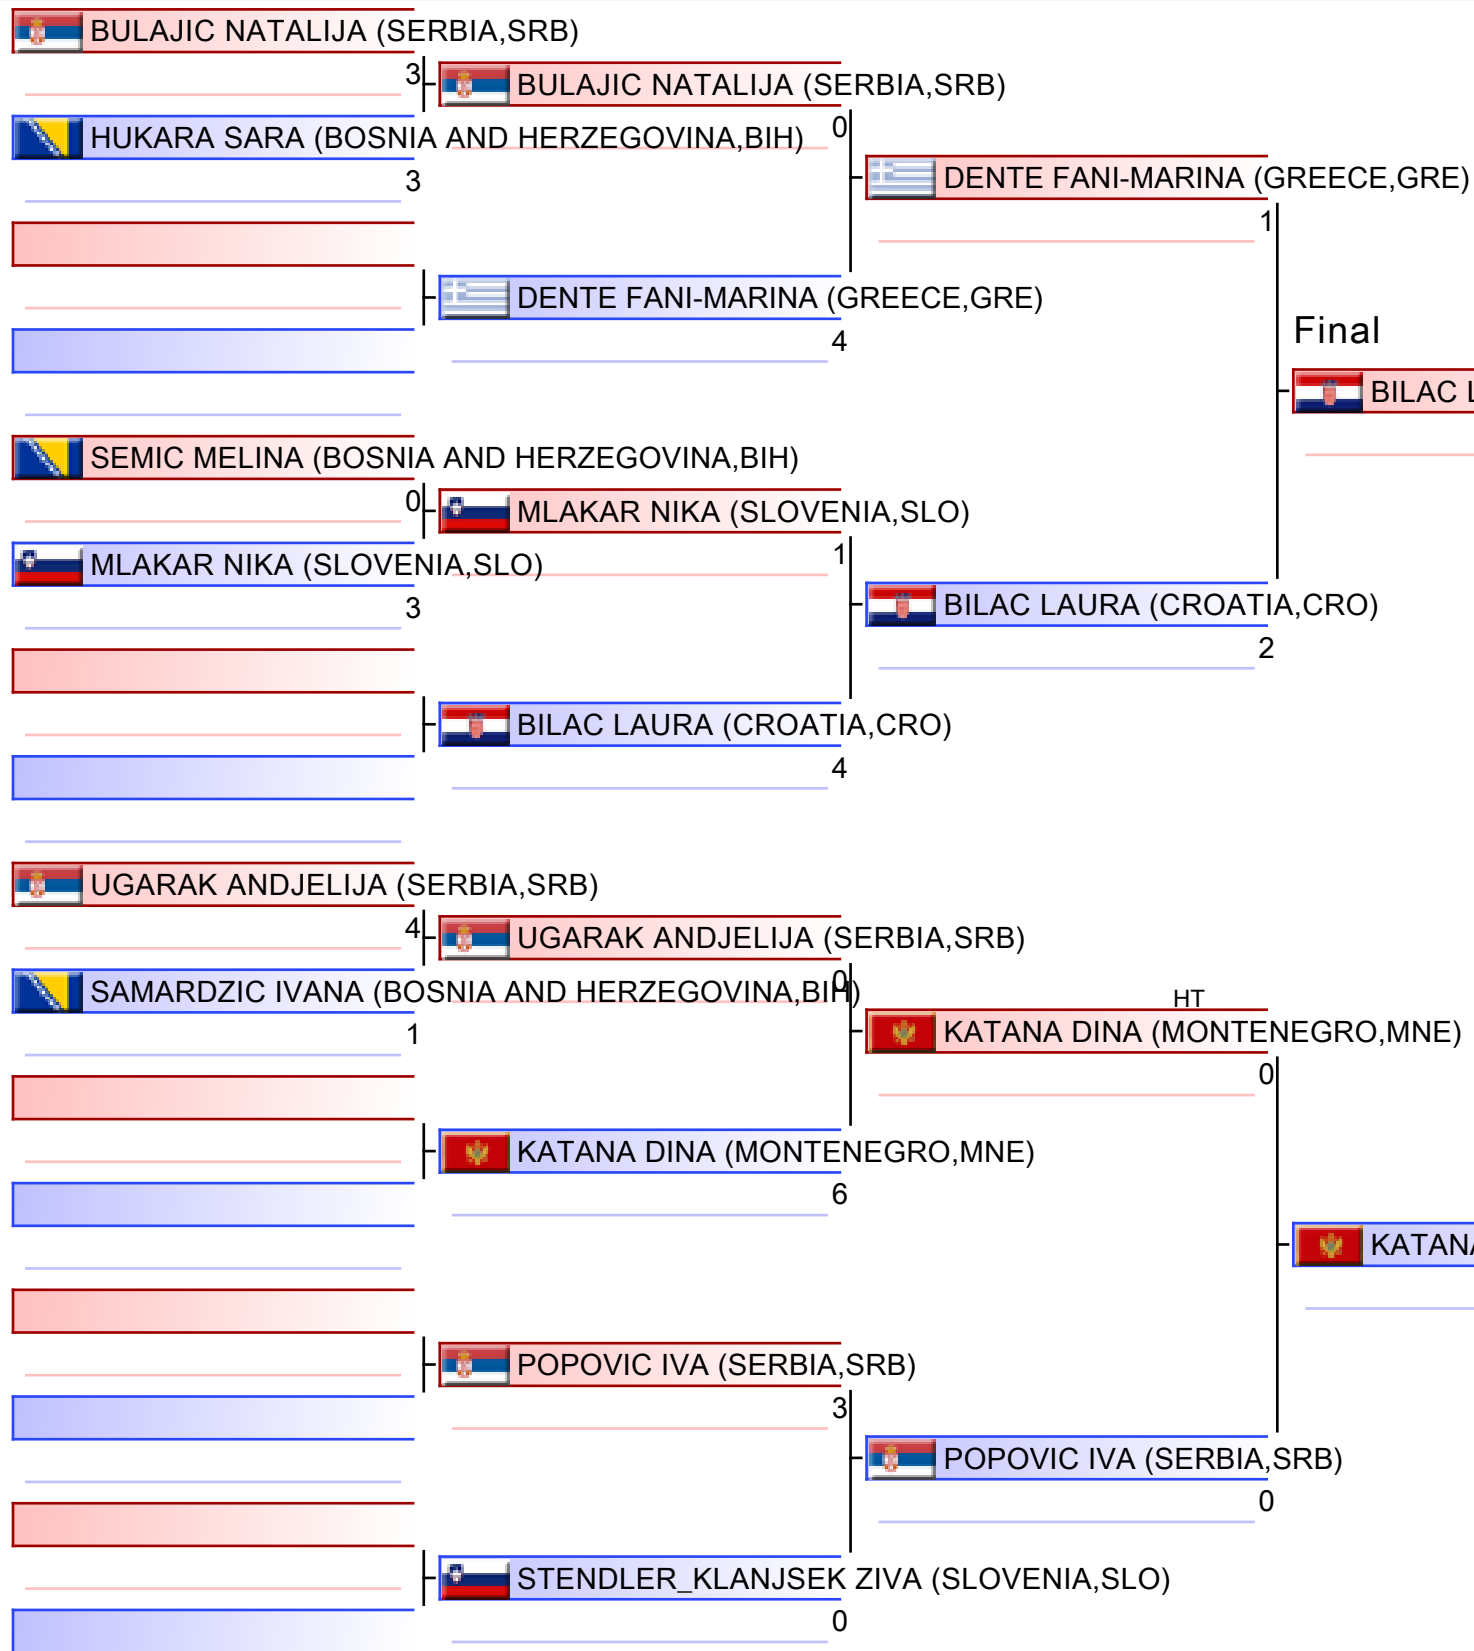 BULAJIC NATALIJA (SERBIA,SRB)
3
BULAJIC NATALIJA (SERBIA,SRB)
0
HUKARA SARA (BOSNIA AND HERZEGOVINA,BIH)
3
DENTE FANI-MARINA (GREECE,GRE)
1
DENTE FANI-MARINA (GREECE,GRE)
4
Final
BILAC L
SEMIC MELINA (BOSNIA AND HERZEGOVINA,BIH)
0
MLAKAR NIKA (SLOVENIA,SLO)
1
MLAKAR NIKA (SLOVENIA,SLO)
3
BILAC LAURA (CROATIA,CRO)
2
BILAC LAURA (CROATIA,CRO)
4
UGARAK ANDJELIJA (SERBIA,SRB)
4
UGARAK ANDJELIJA (SERBIA,SRB)
0
SAMARDZIC IVANA (BOSNIA AND HERZEGOVINA,BIH)
1
HT
KATANA DINA (MONTENEGRO,MNE)
0
KATANA DINA (MONTENEGRO,MNE)
6
KATANA
POPOVIC IVA (SERBIA,SRB)
3
POPOVIC IVA (SERBIA,SRB)
0
STENDLER_KLANJSEK ZIVA (SLOVENIA,SLO)
0